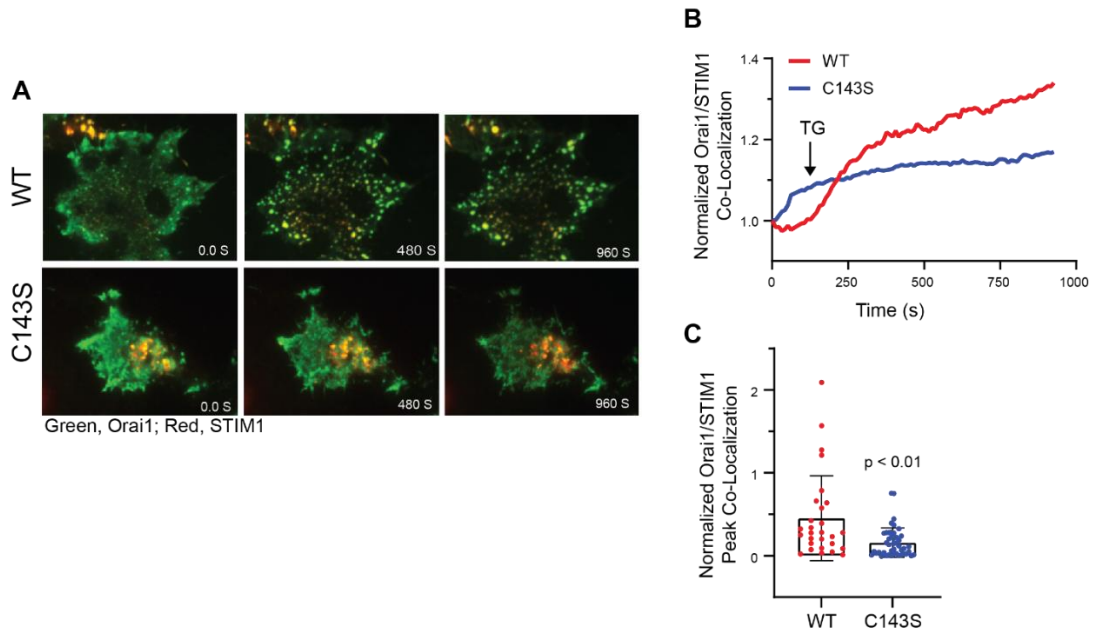 A
WT
0.0 S
480 S
960 S
C143S
0.0 S
480 S
960 S
Green, Orai1; Red, STIM1
B
Normalized Orai1/STIM1
Co-Localization
1.4
1.2
1.0
WT
C143S
TG
0
250
500
750
1000
Time (s)
C
Normalized Orai1/STIM1
Peak Co-Localization
2
1
0
p < 0.01
WT
C143S